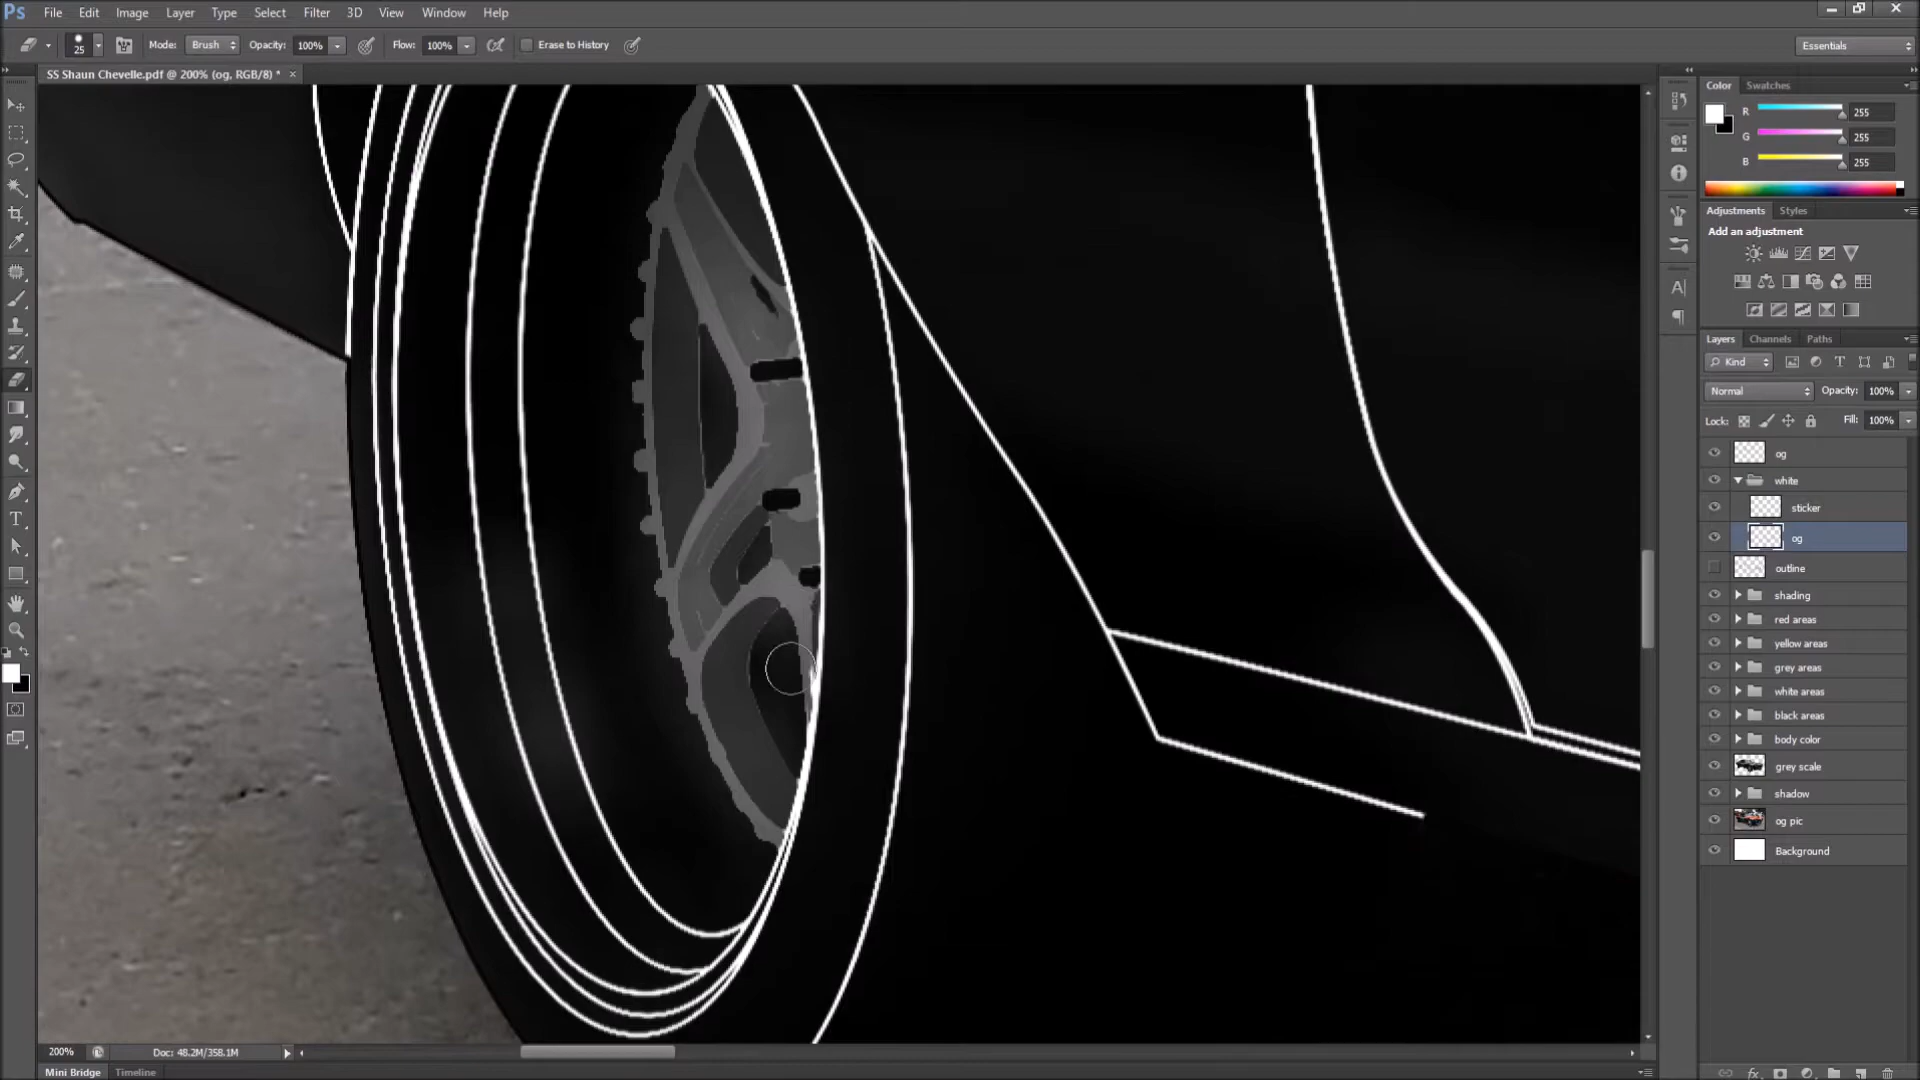 Ps File Edit Image Layer Type Select Filter 3D View Window Help
25 Mode: Brush Opacity: 100% Flow: 100% Erase to History Essentials
SS Shaun Chevelle.pdf @ 200% (og, RGB/8) * ×
Color Swatches
R 255
G 255
B 255
Adjustments Styles
Add an adjustment
Layers Channels Paths
Kind
Normal Opacity: 100%
Lock: Fill: 100%
og
white
sticker
og
outline
shading
red areas
yellow areas
grey areas
white areas
black areas
body color
grey scale
shadow
og pic
Background
200% Doc: 48.2M/358.1M
Mini Bridge Timeline